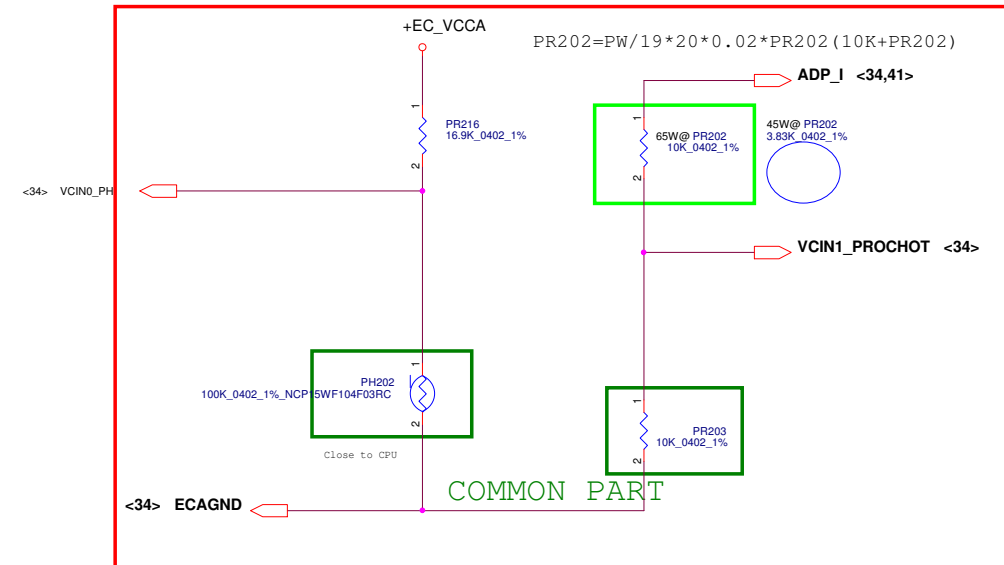 +EC_VCCA
PR202=PW/19*20*0.02*PR202(10K+PR202)
ADP_I <34,41>
1
PR216
16.9K_0402_1%
2
1
65W@ PR202
10K_0402_1%
2
45W@ PR202
3.83K_0402_1%
<34> VCIN0_PH
VCIN1_PROCHOT <34>
1
PH202
100K_0402_1%_NCP15WF104F03RC
2
Close to CPU
1
PR203
10K_0402_1%
2
COMMON PART
<34> ECAGND